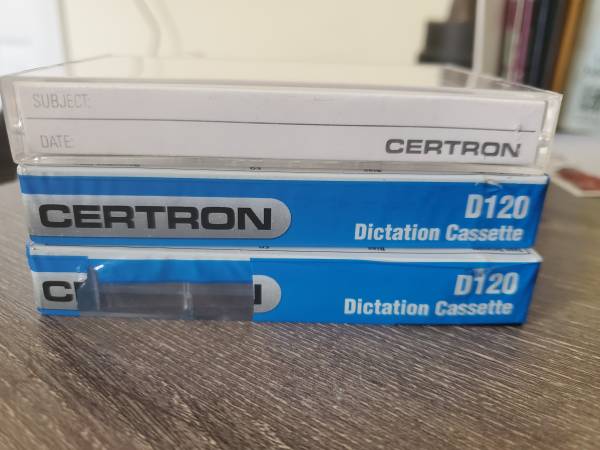 SUBJECT:
DATE:
CERTRON
CERTRON
D120
Dictation Cassette
D120
Dictation Cassette